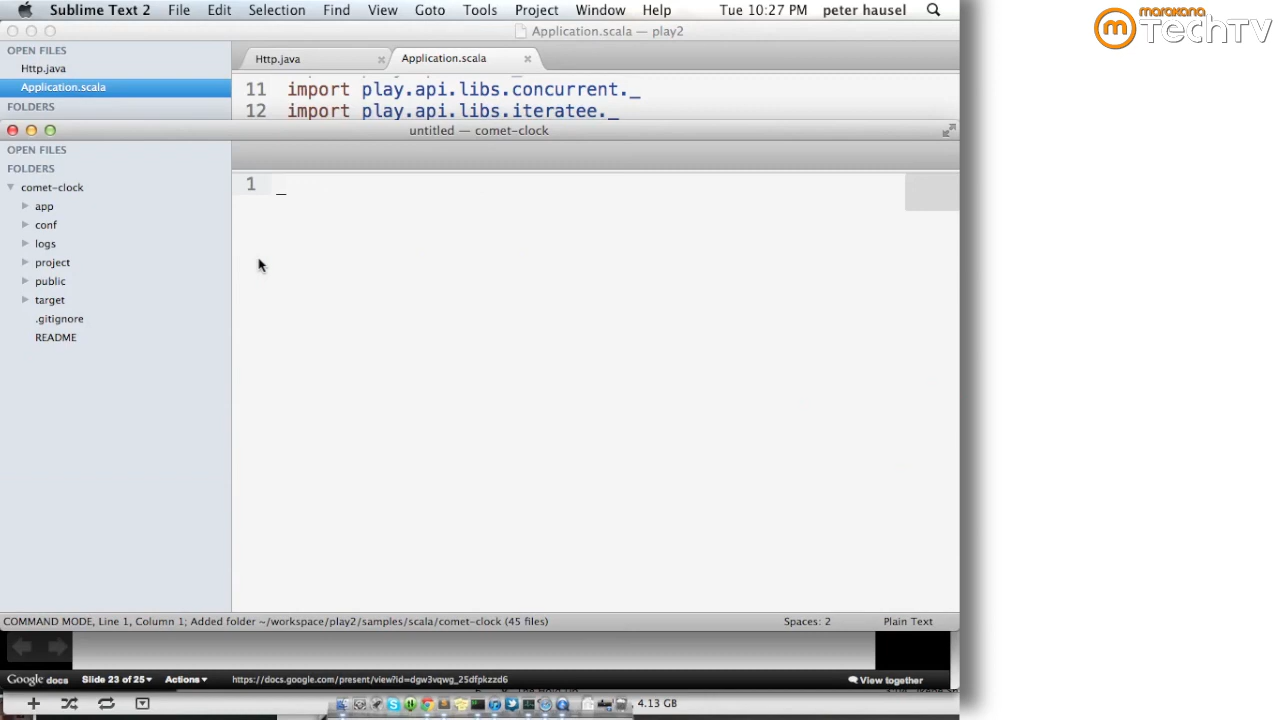 Sublime Text 2 File Edit Selection Find View Goto Tools Project Window Help Tue 10:27 PM peter hausel
marakana
TechTV
Application.scala — play2
OPEN FILES
Http.java
Application.scala
FOLDERS
Http.java Application.scala
11 import play.api.libs.concurrent._
12 import play.api.libs.iteratee._
untitled — comet-clock
OPEN FILES
FOLDERS
comet-clock
app
conf
logs
project
public
target
.gitignore
README
1
COMMAND MODE, Line 1, Column 1; Added folder ~/workspace/play2/samples/scala/comet-clock (45 files) Spaces: 2 Plain Text
Google docs Slide 23 of 25 Actions https://docs.google.com/present/view?id=dgw3vqwg_25dfpkzzd6 View together
4.13 GB